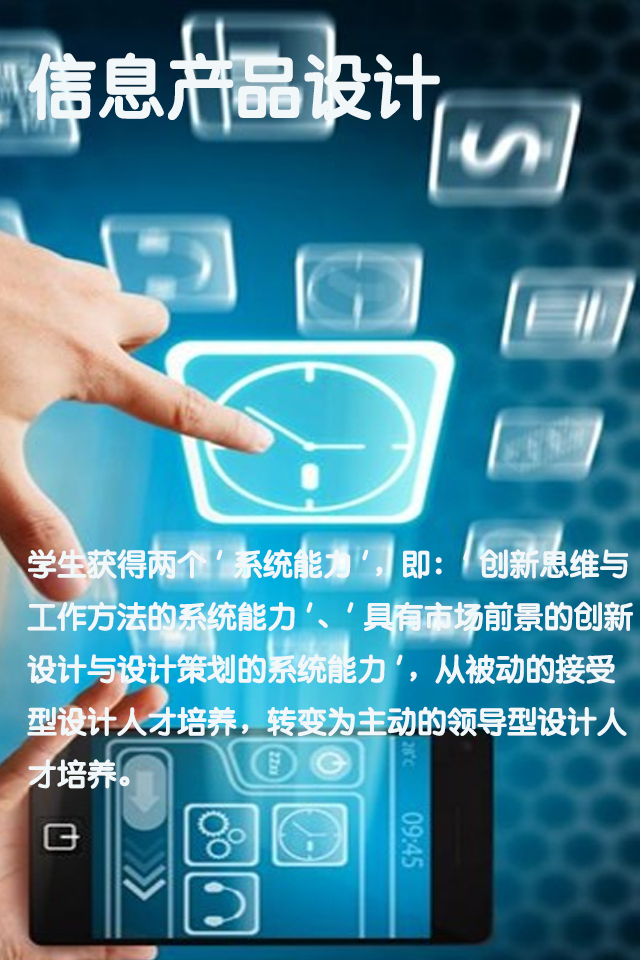 信息产品设计
学生获得两个＇系统能力＇，即：＇创新思维与
工作方法的系统能力＇、＇具有市场前景的创新
设计与设计策划的系统能力＇，从被动的接受
型设计人才培养，转变为主动的领导型设计人
才培养。
Zzzz
28°C
09:45